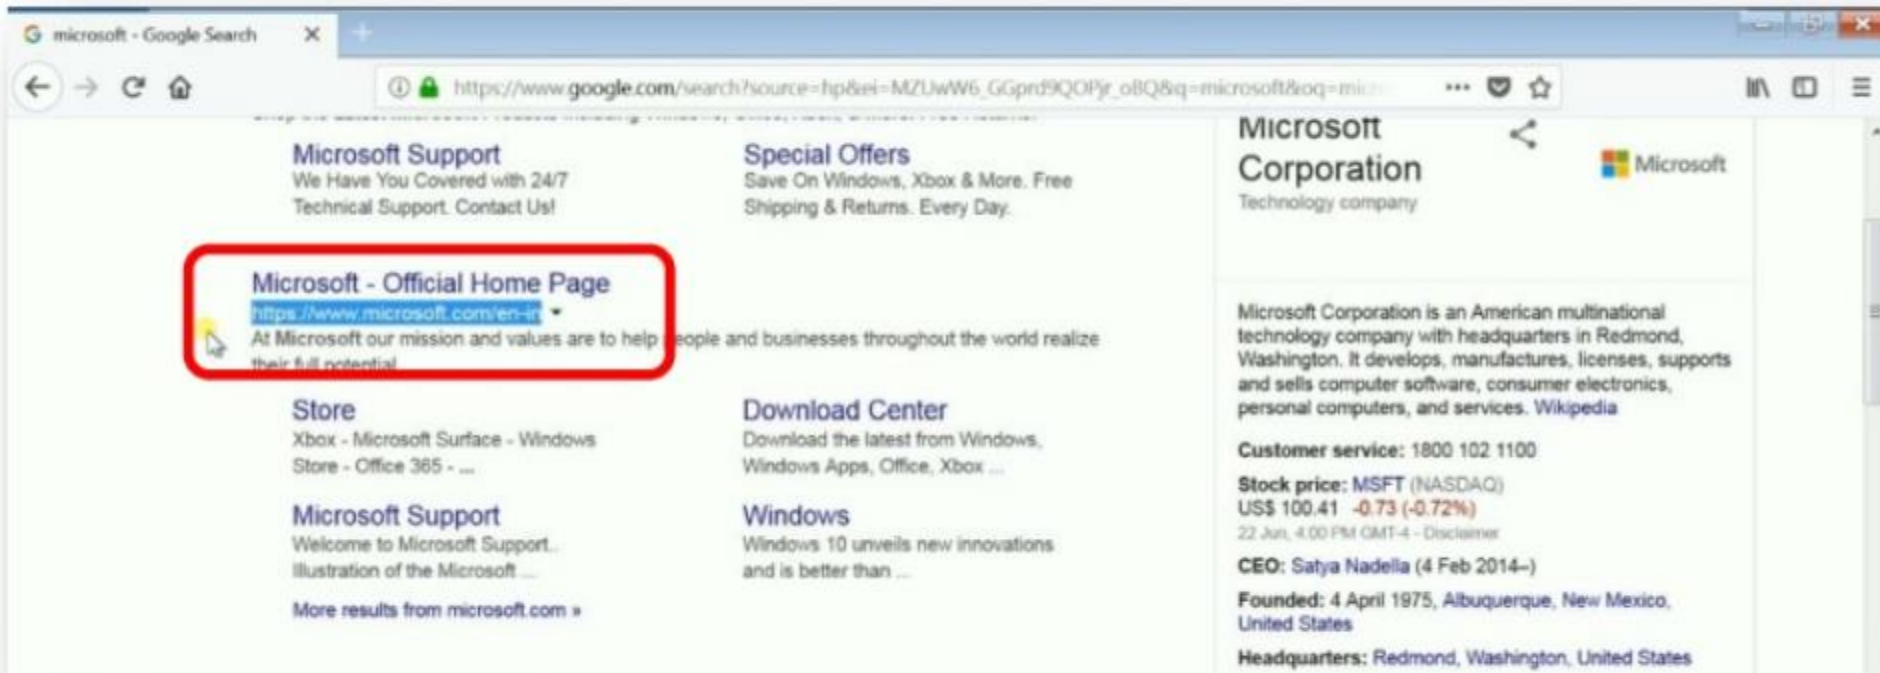 microsoft - Google Search
https://www.google.com/search?source=hp&ei=MZUwW6_GGprd9QOPjr_oBQ&q=microsoft&oq=micr
Microsoft Support
We Have You Covered with 24/7
Technical Support. Contact Us!
Special Offers
Save On Windows, Xbox & More. Free
Shipping & Returns. Every Day.
Microsoft - Official Home Page
https://www.microsoft.com/en-in
At Microsoft our mission and values are to help people and businesses throughout the world realize
their full potential.
Store
Xbox - Microsoft Surface - Windows
Store - Office 365 - ...
Download Center
Download the latest from Windows,
Windows Apps, Office, Xbox ...
Microsoft Support
Welcome to Microsoft Support..
Illustration of the Microsoft ...
Windows
Windows 10 unveils new innovations
and is better than ...
More results from microsoft.com »
Microsoft
Corporation
Technology company
Microsoft
Microsoft Corporation is an American multinational
technology company with headquarters in Redmond,
Washington. It develops, manufactures, licenses, supports
and sells computer software, consumer electronics,
personal computers, and services. Wikipedia
Customer service: 1800 102 1100
Stock price: MSFT (NASDAQ)
US$ 100.41 -0.73 (-0.72%)
22 Jun, 4:00 PM GMT-4 - Disclaimer
CEO: Satya Nadella (4 Feb 2014–)
Founded: 4 April 1975, Albuquerque, New Mexico,
United States
Headquarters: Redmond, Washington, United States